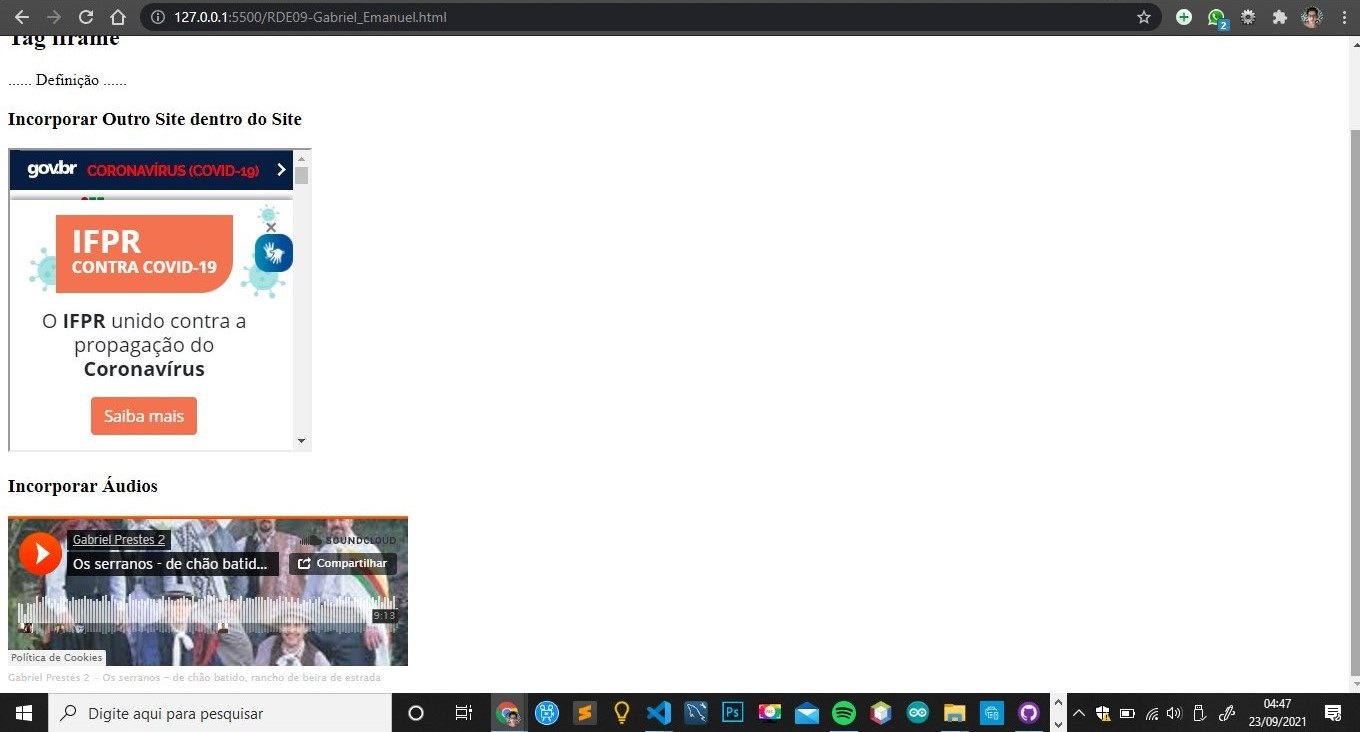 127.0.0.1:5500/RDE09-Gabriel_Emanuel.html
2
Tag Iframe
...... Definição ......
Incorporar Outro Site dentro do Site
gov.br CORONAVÍRUS (COVID-19)
IFPR
CONTRA COVID-19
O IFPR unido contra a
propagação do
Coronavírus
Saiba mais
Incorporar Áudios
Gabriel Prestes 2
SOUNDCLOUD
Os serranos - de chão batid...
Compartilhar
9:13
Política de Cookies
Gabriel Prestes 2 · Os serranos – de chão batido, rancho de beira de estrada
Digite aqui para pesquisar
Ps
04:47
23/09/2021